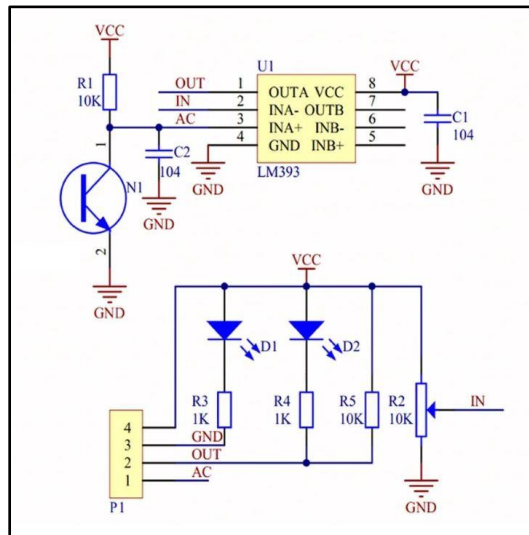 VCC
R1
10K
1
N1
2
GND
C2
104
GND
OUT
IN
AC
1
2
3
4
GND
U1
OUTA VCC
INA- OUTB
INA+ INB-
GND INB+
LM393
8
7
6
5
VCC
C1
104
GND
VCC
D1
D2
R3
1K
R4
1K
R5
10K
R2
10K
IN
GND
4
3
2
1
GND
OUT
AC
P1